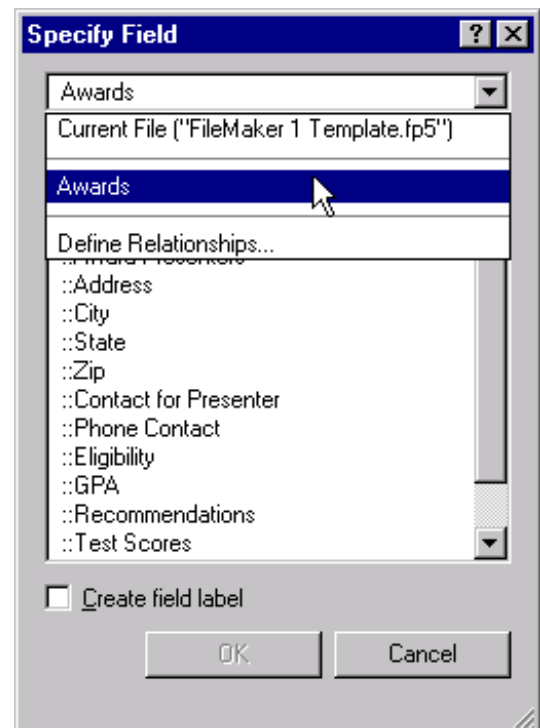 Specify Field
Awards
Current File ("FileMaker 1 Template.fp5")
Awards
Define Relationships...
::Address
::City
::State
::Zip
::Contact for Presenter
::Phone Contact
::Eligibility
::GPA
::Recommendations
::Test Scores
Create field label
OK
Cancel